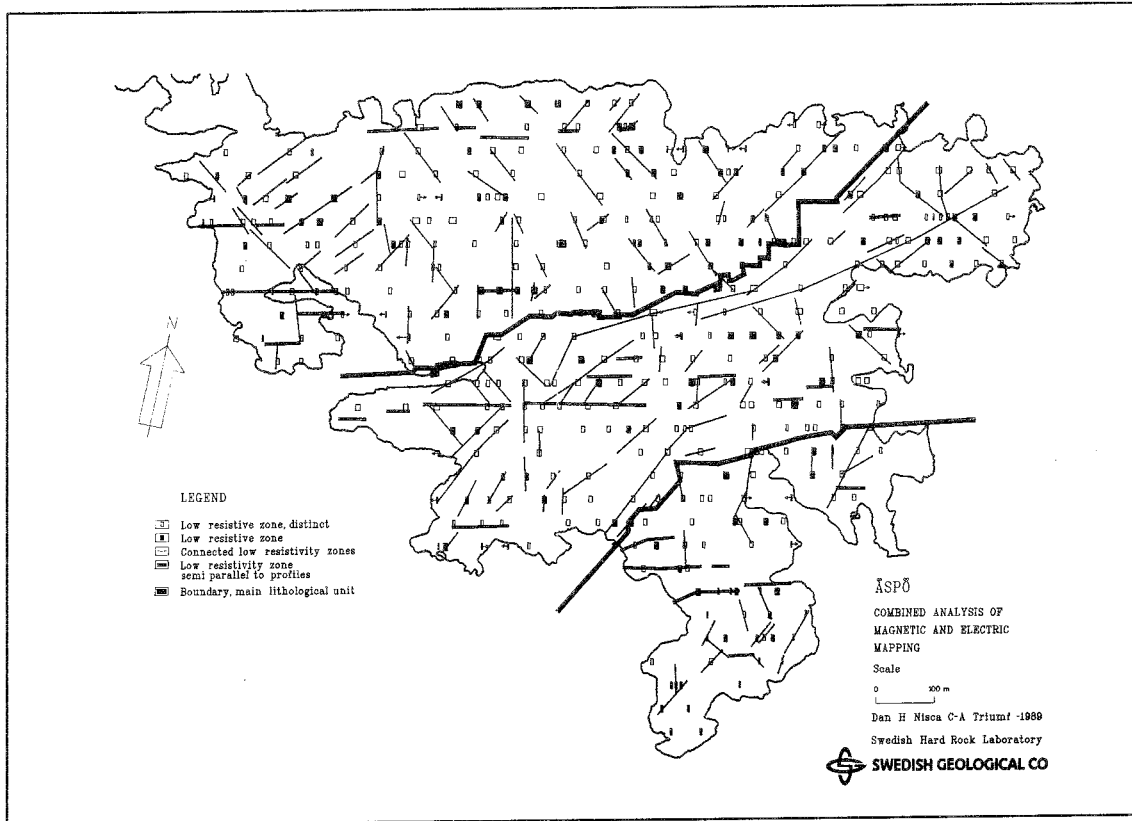 N
LEGEND
Low resistive zone, distinct
Low resistive zone
Connected low resistivity zones
Low resistivity zone
semi parallel to profiles
Boundary, main lithological unit
ÄSPÖ
COMBINED ANALYSIS OF
MAGNETIC AND ELECTRIC
MAPPING
Scale
0 100 m
Dan H Nisca C-A Triumf -1989
Swedish Hard Rock Laboratory
SWEDISH GEOLOGICAL CO